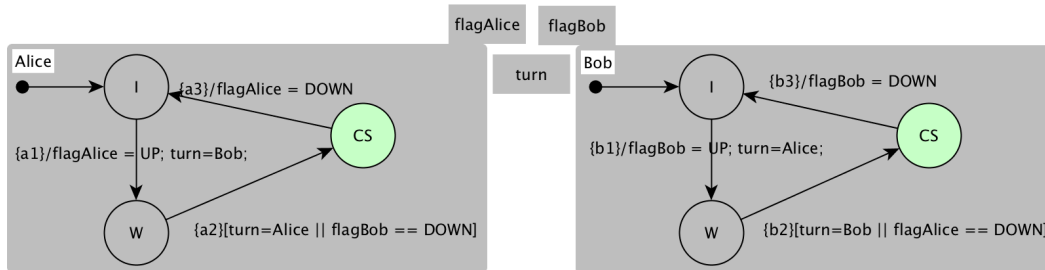 flagAlice flagBob
turn
Alice
I
{a3}/flagAlice = DOWN
CS
{a1}/flagAlice = UP; turn=Bob;
W
{a2}[turn=Alice || flagBob == DOWN]
Bob
I
{b3}/flagBob = DOWN
CS
{b1}/flagBob = UP; turn=Alice;
W
{b2}[turn=Bob || flagAlice == DOWN]